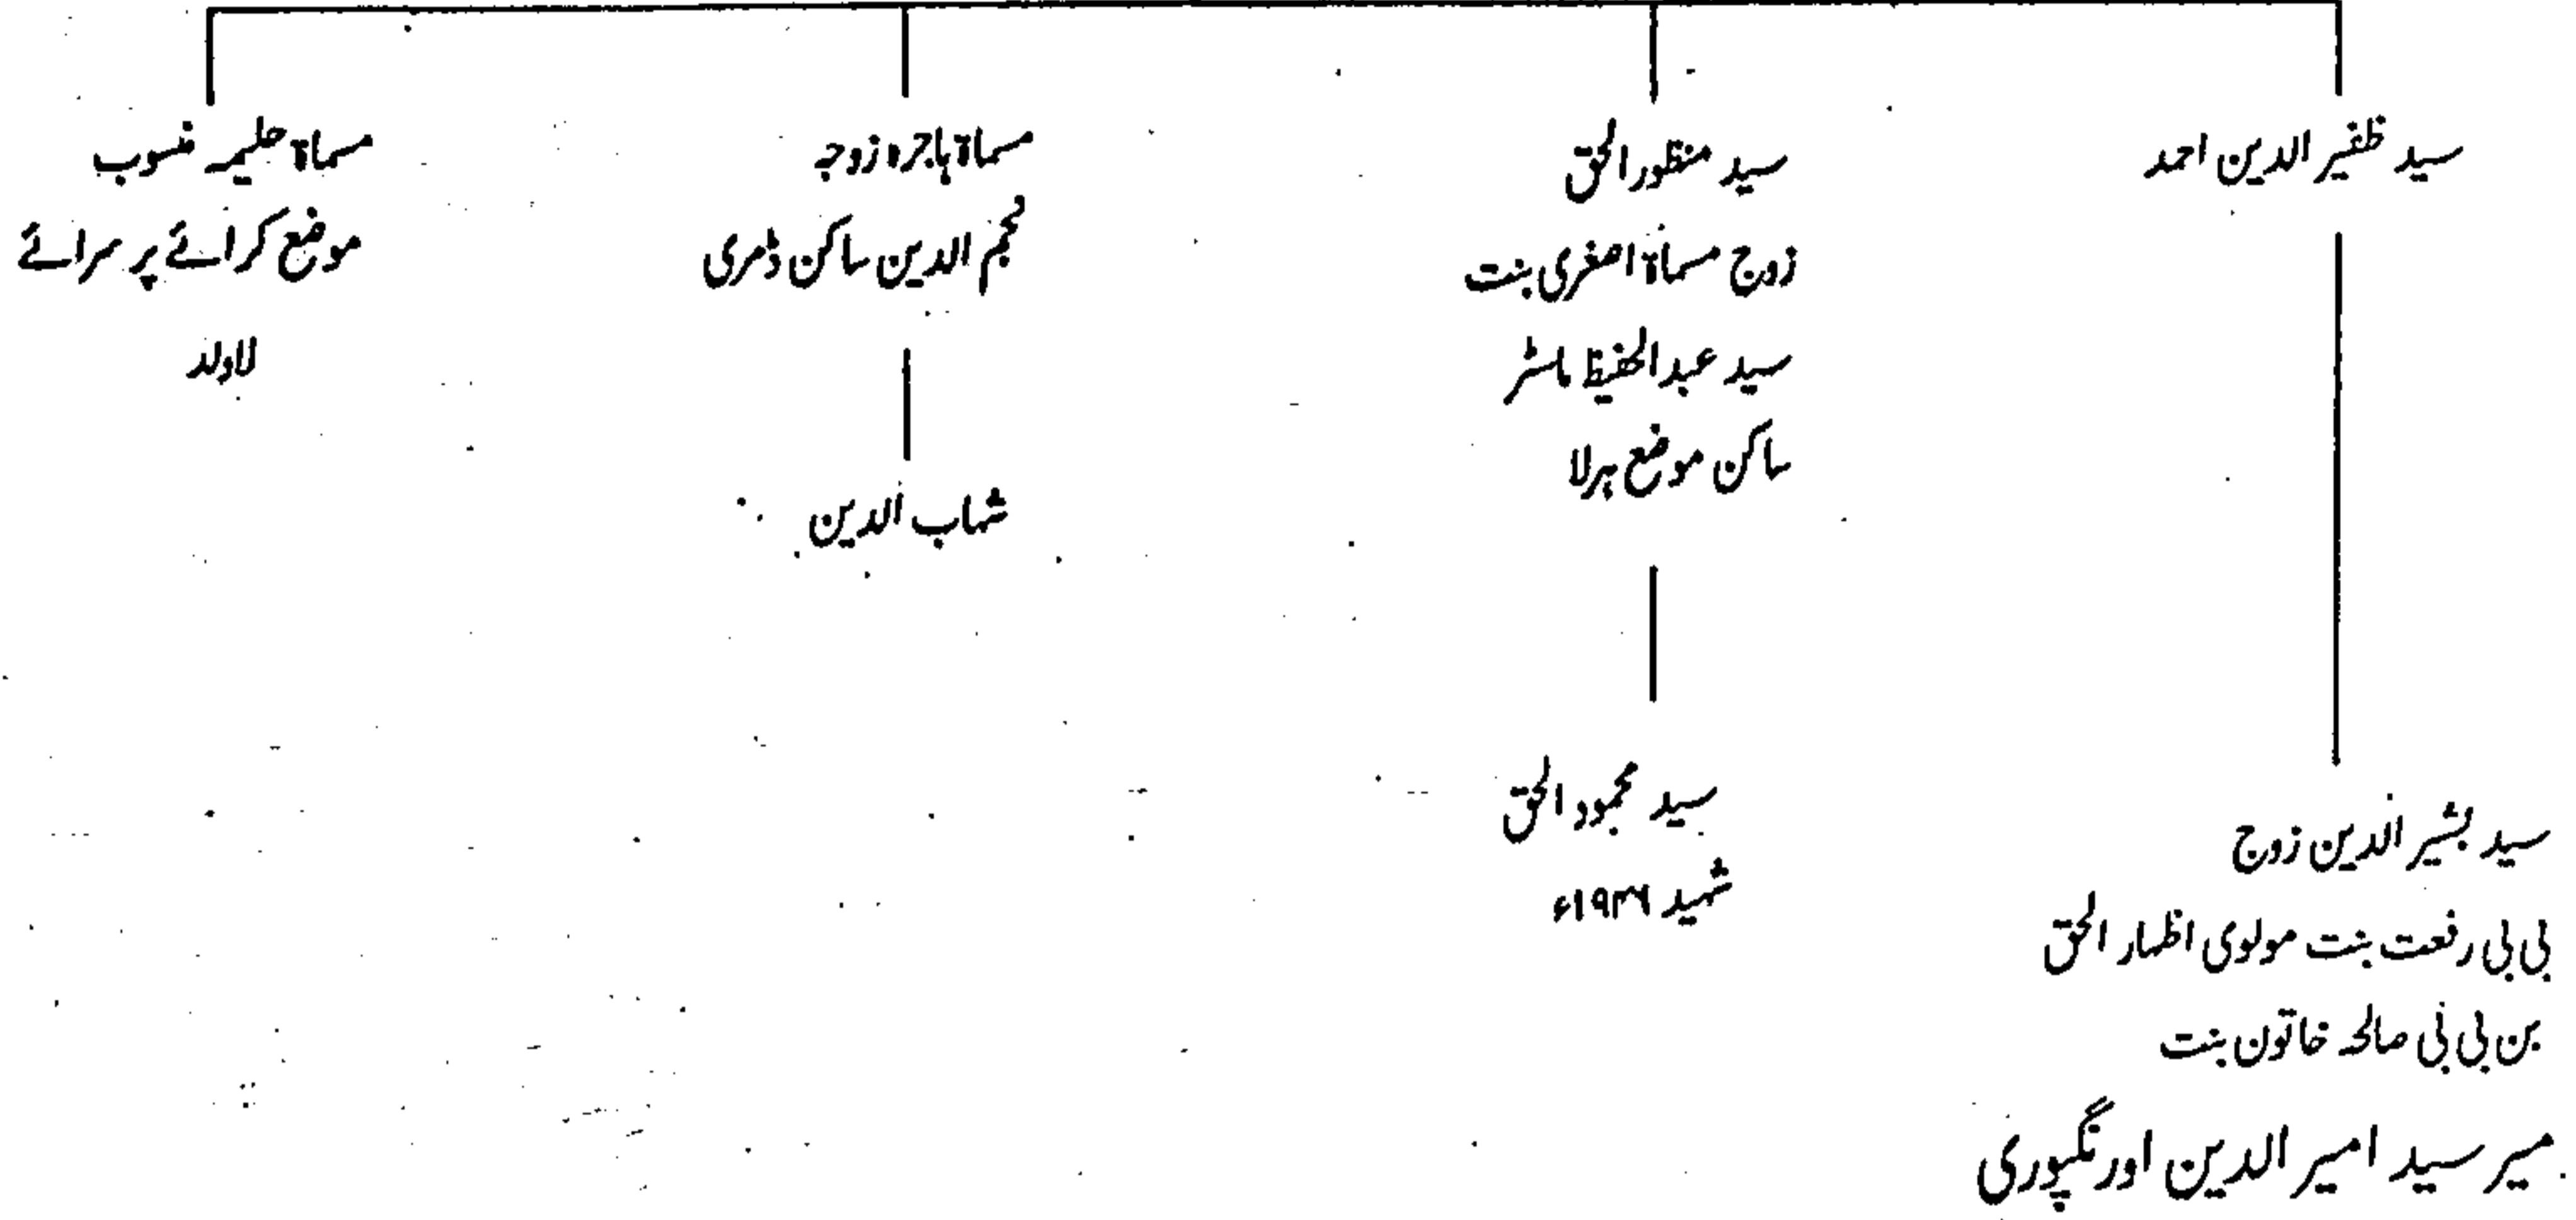 سید ظفیر الدین احمد
سید بشیر الدین زوج
بی بی رفعت بنت مولوی اظہار الحق
بن بی بی صالحہ خاتون بنت
میر سید امیر الدین اورنگپوری
سید منظور الحق
زوج مسماۃ اصغری بنت
سید عبدالحفیظ ماسٹر
ساکن موضع ہرلا
سید محمود الحق
شہید ۱۹۴۶ء
مسماۃ ہاجرہ زوجہ
نجم الدین ساکن ڈمری
شہاب الدین
مسماۃ حلیمہ منسوب
موضع کرائے پر سرائے
لاولد